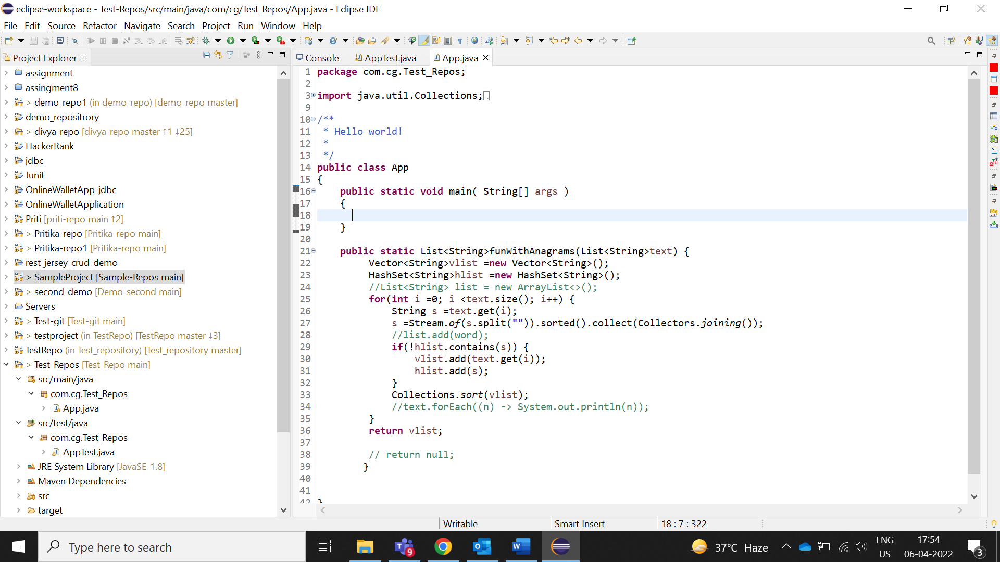 eclipse-workspace - Test-Repos/src/main/java/com/cg/Test_Repos/App.java - Eclipse IDE
File Edit Source Refactor Navigate Search Project Run Window Help
Project Explorer
assignment
assingment8
> demo_repo1 (in demo_repo) [demo_repo master]
demo_repositrory
> divya-repo [divya-repo master ↑1 ↓25]
HackerRank
jdbc
Junit
OnlineWalletApp-jdbc
OnlineWalletApplication
Priti [priti-repo main ↑2]
> Pritika-repo [Pritika-repo main]
> Pritika-repo1 [Pritika-repo main]
rest_jersey_crud_demo
> SampleProject [Sample-Repos main]
> second-demo [Demo-second main]
Servers
> Test-git [Test-git main]
> testproject (in TestRepo) [TestRepo master ↓3]
TestRepo (in Test_repository) [Test_repository master]
> Test-Repos [Test_Repo main]
src/main/java
com.cg.Test_Repos
App.java
src/test/java
com.cg.Test_Repos
AppTest.java
JRE System Library [JavaSE-1.8]
Maven Dependencies
src
target
Console AppTest.java App.java
1 package com.cg.Test_Repos;
2
3 import java.util.Collections;
9
10 /**
11 * Hello world!
12 *
13 */
14 public class App
15 {
16 public static void main( String[] args )
17 {
18
19 }
20
21 public static List<String>funWithAnagrams(List<String>text) {
22 Vector<String>vlist =new Vector<String>();
23 HashSet<String>hlist =new HashSet<String>();
24 //List<String> list = new ArrayList<>();
25 for(int i =0; i <text.size(); i++) {
26 String s =text.get(i);
27 s =Stream.of(s.split("")).sorted().collect(Collectors.joining());
28 //list.add(word);
29 if(!hlist.contains(s)) {
30 vlist.add(text.get(i));
31 hlist.add(s);
32 }
33 Collections.sort(vlist);
34 //text.forEach((n) -> System.out.println(n));
35 }
36 return vlist;
37
38 // return null;
39 }
40
41
42 }
Writable Smart Insert 18 : 7 : 322
Type here to search
9
37°C Haze
ENG
US
17:54
06-04-2022
3